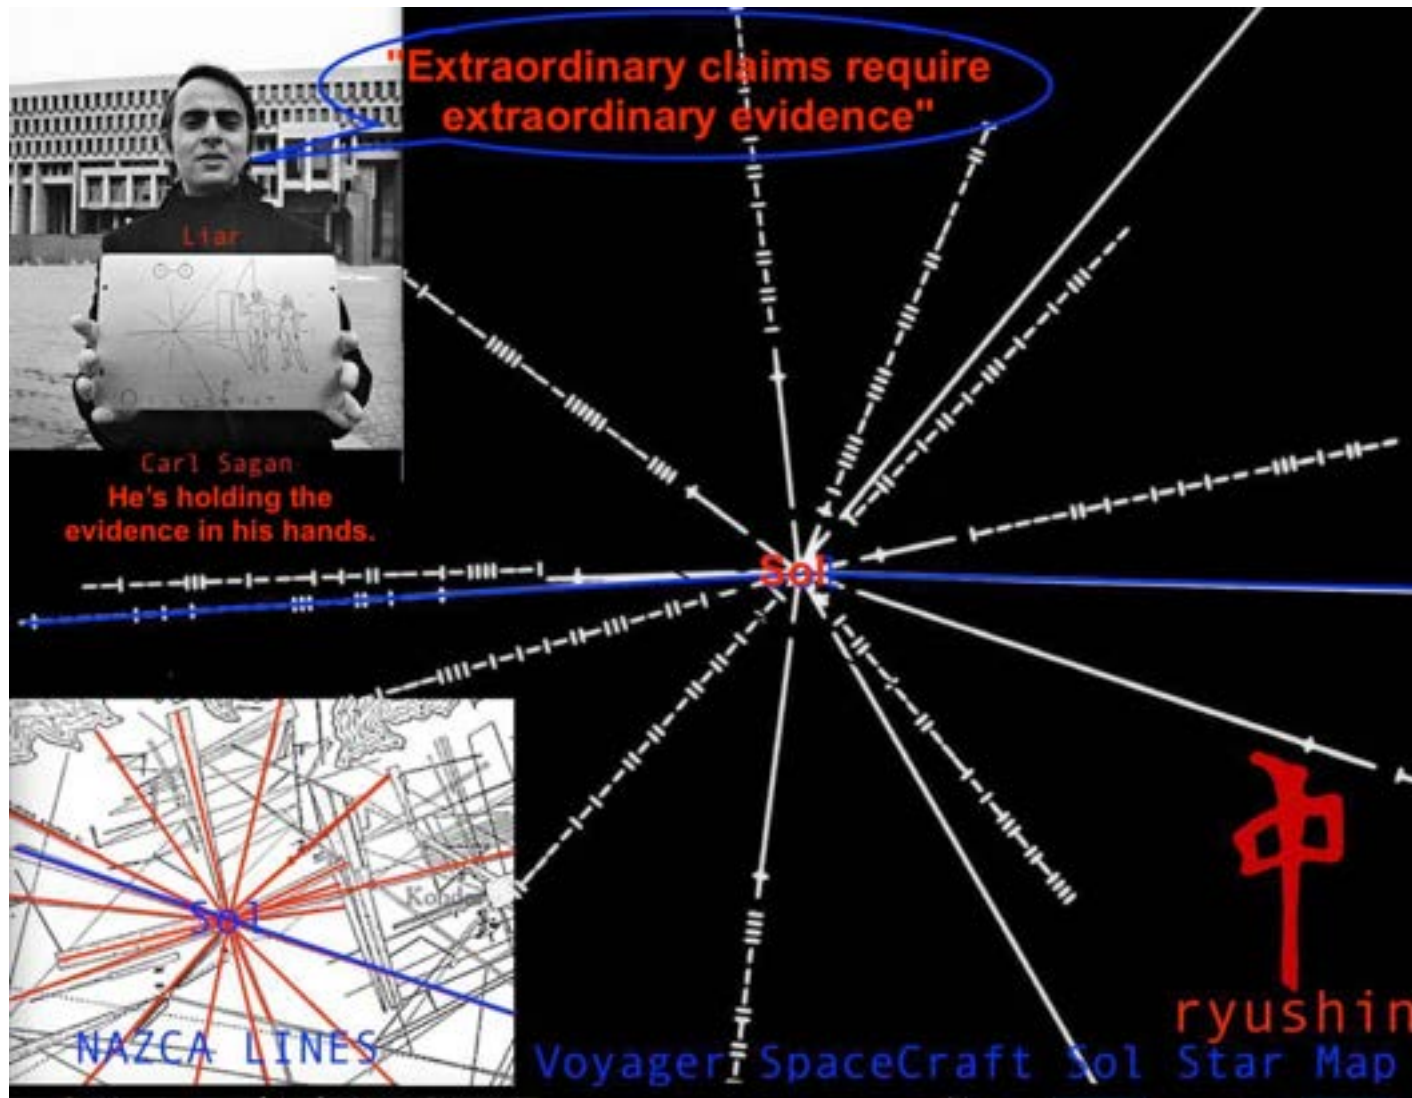 "Extraordinary claims require
extraordinary evidence"
Liar
Carl Sagan
He's holding the
evidence in his hands.
Sol
Sol
NAZCA LINES
中
ryushin
Voyager SpaceCraft Sol Star Map